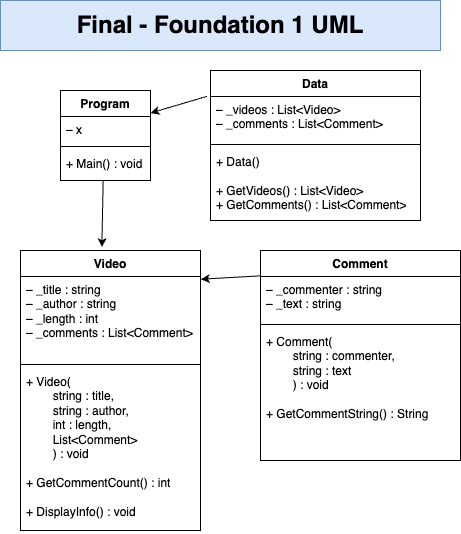 Final - Foundation 1 UML
Program
– x
+ Main() : void
Data
– _videos : List<Video>
– _comments : List<Comment>
+ Data()
+ GetVideos() : List<Video>
+ GetComments() : List<Comment>
Video
– _title : string
– _author : string
– _length : int
– _comments : List<Comment>
+ Video(
string : title,
string : author,
int : length,
List<Comment>
) : void
+ GetCommentCount() : int
+ DisplayInfo() : void
Comment
– _commenter : string
– _text : string
+ Comment(
string : commenter,
string : text
) : void
+ GetCommentString() : String